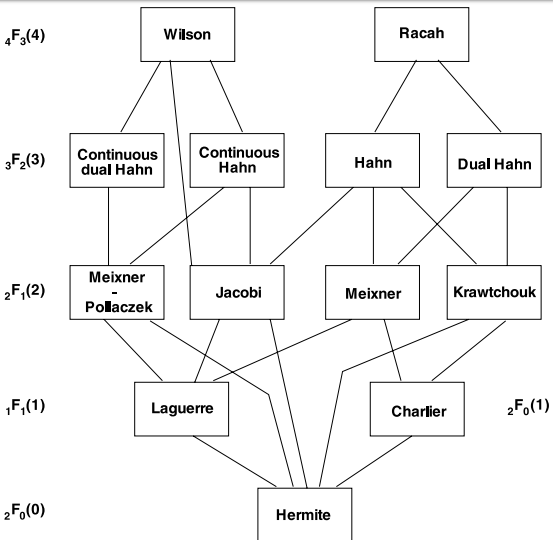 ₄F₃(4)
Wilson
Racah
₃F₂(3)
Continuous
dual Hahn
Continuous
Hahn
Hahn
Dual Hahn
₂F₁(2)
Meixner
-
Pollaczek
Jacobi
Meixner
Krawtchouk
₁F₁(1)
Laguerre
Charlier
₂F₀(1)
₂F₀(0)
Hermite